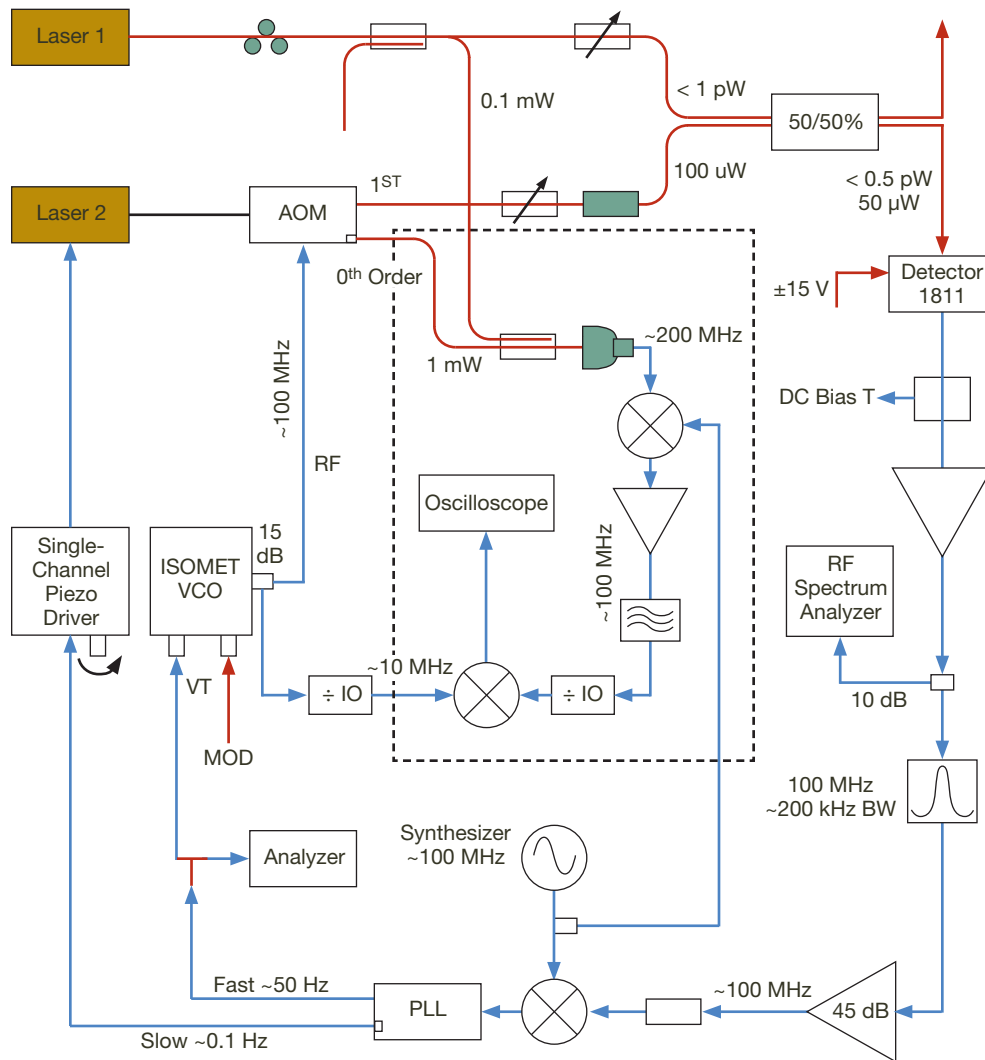 Laser 1
0.1 mW
< 1 pW
50/50%
100 uW
< 0.5 pW
50 µW
Laser 2
AOM
1ST
0th Order
±15 V
Detector
1811
1 mW
~200 MHz
~100 MHz
RF
DC Bias T
Oscilloscope
Single-
Channel
Piezo
Driver
ISOMET
VCO
15
dB
~100 MHz
RF
Spectrum
Analyzer
10 dB
VT
MOD
÷ IO
~10 MHz
÷ IO
100 MHz
~200 kHz BW
Synthesizer
~100 MHz
Analyzer
Fast ~50 Hz
Slow ~0.1 Hz
PLL
~100 MHz
45 dB